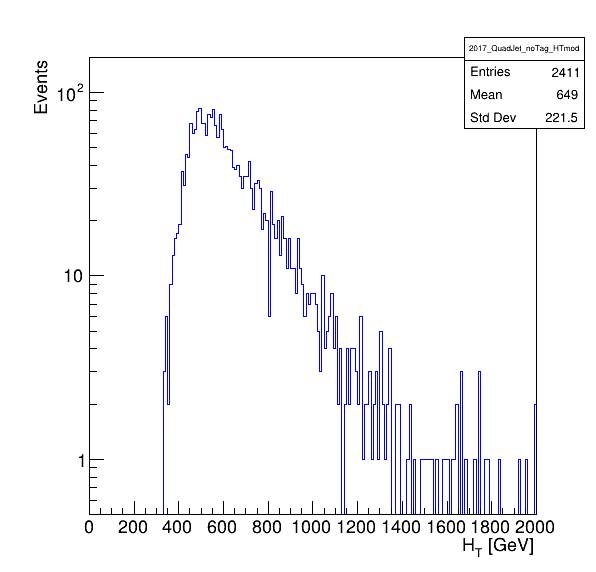 2017_QuadJet_noTag_HTmod
Entries 2411
Mean 649
Std Dev 221.5
Events
10²
10
1
0 200 400 600 800 1000 1200 1400 1600 1800 2000
H_T [GeV]